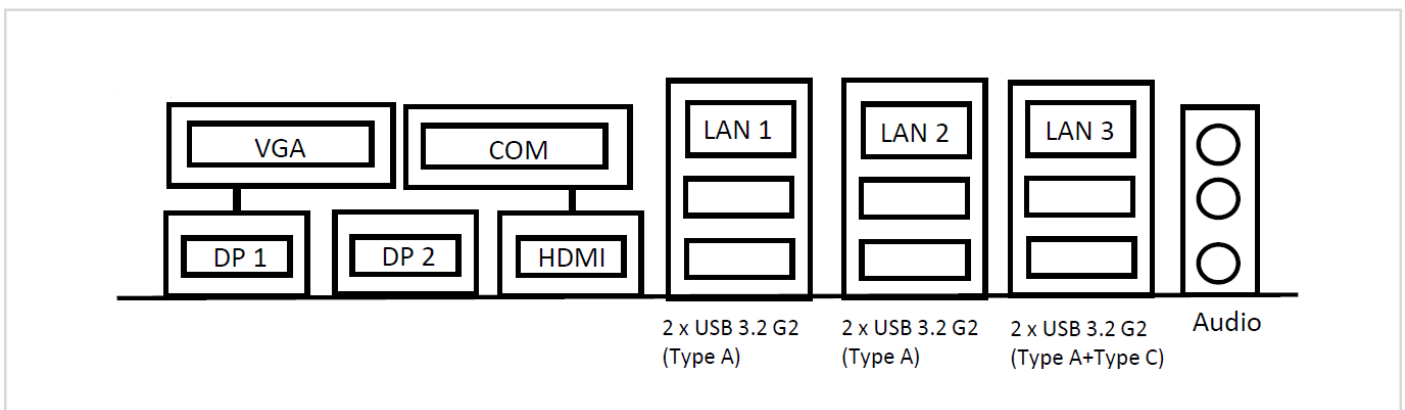 VGA
COM
LAN 1
LAN 2
LAN 3
DP 1
DP 2
HDMI
2 x USB 3.2 G2
(Type A)
2 x USB 3.2 G2
(Type A)
2 x USB 3.2 G2
(Type A+Type C)
Audio